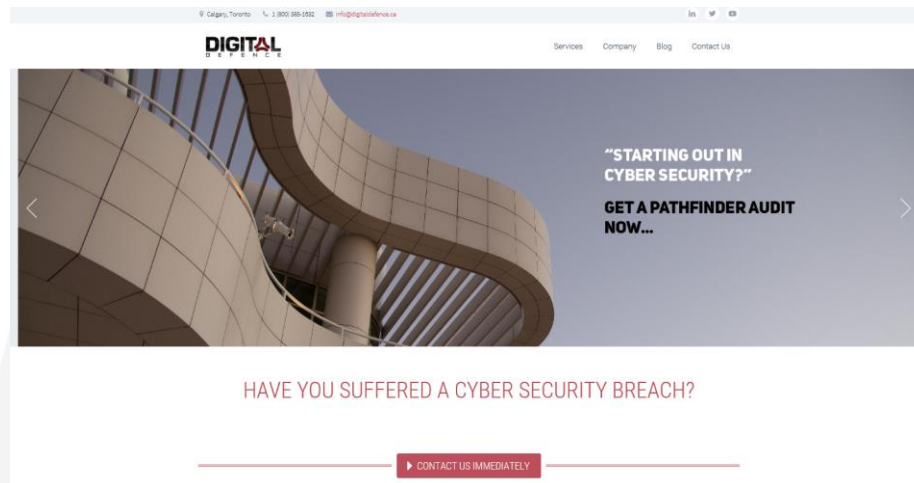 Calgary, Toronto 1 (800) 385-1632 info@digitaldefence.ca
DIGITAL
DEFENCE
Services Company Blog Contact Us
“STARTING OUT IN
CYBER SECURITY?”
GET A PATHFINDER AUDIT
NOW...
HAVE YOU SUFFERED A CYBER SECURITY BREACH?
CONTACT US IMMEDIATELY